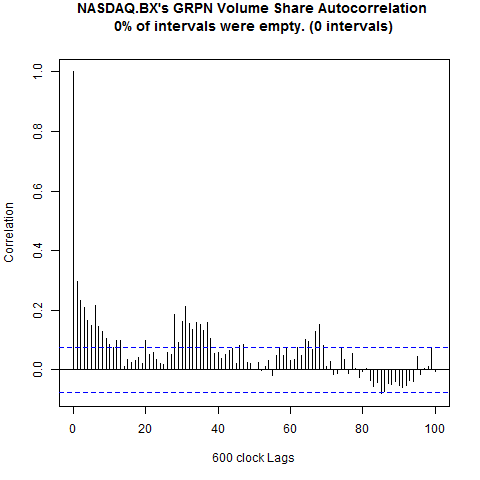 NASDAQ.BX's GRPN Volume Share Autocorrelation
0% of intervals were empty. (0 intervals)
Correlation
1.0
0.8
0.6
0.4
0.2
0.0
0 20 40 60 80 100
600 clock Lags